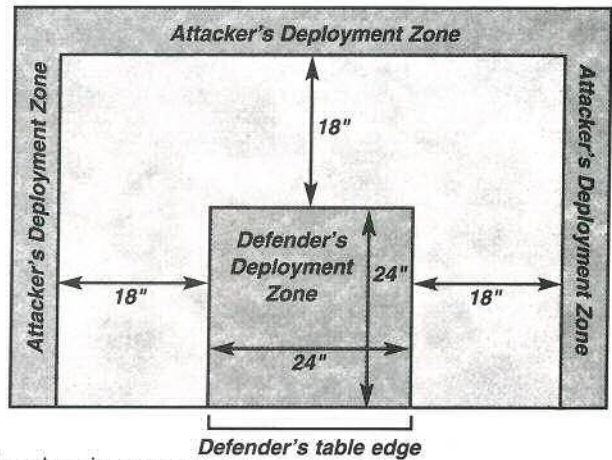 Attacker's Deployment Zone
Attacker's Deployment Zone
Attacker's Deployment Zone
18"
Defender's
Deployment
Zone
24"
18"
18"
24"
Defender's table edge